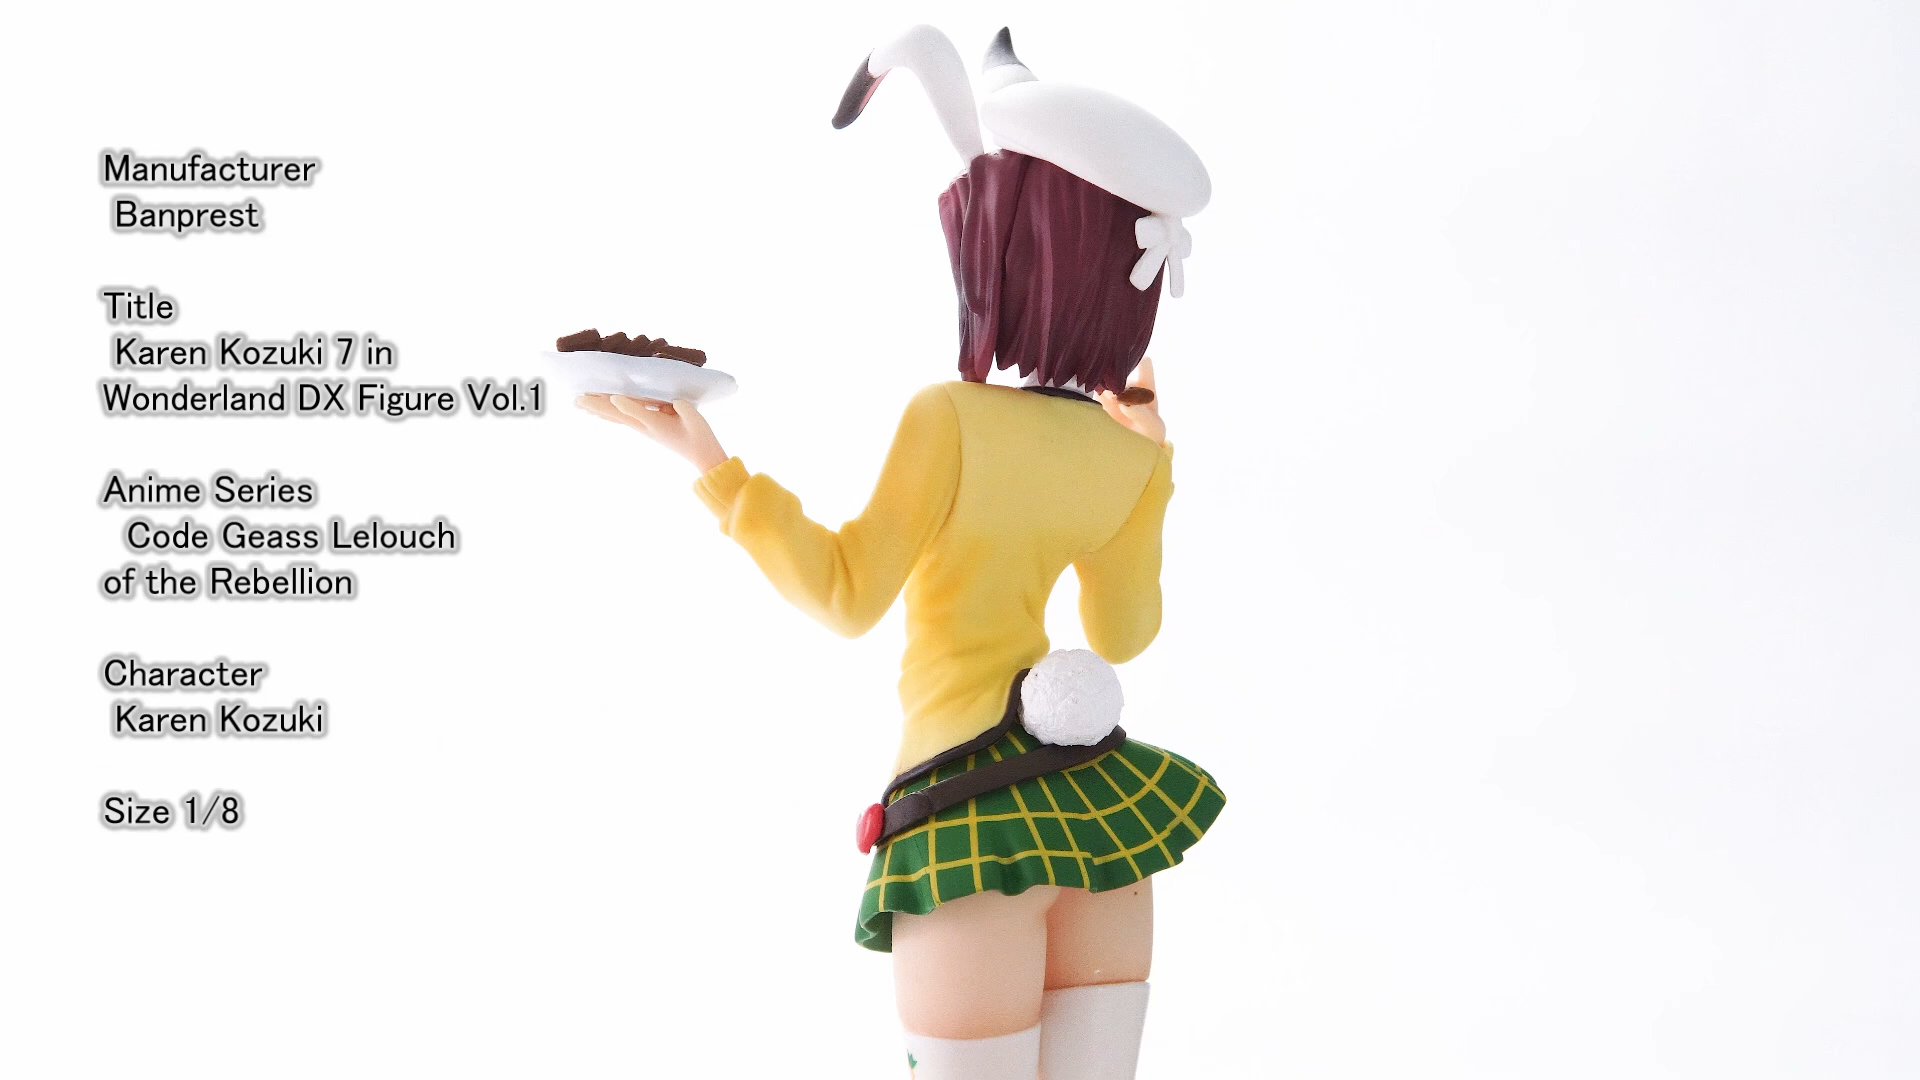 Manufacturer
Banprest
Title
Karen Kozuki 7 in
Wonderland DX Figure Vol.1
Anime Series
Code Geass Lelouch
of the Rebellion
Character
Karen Kozuki
Size 1/8